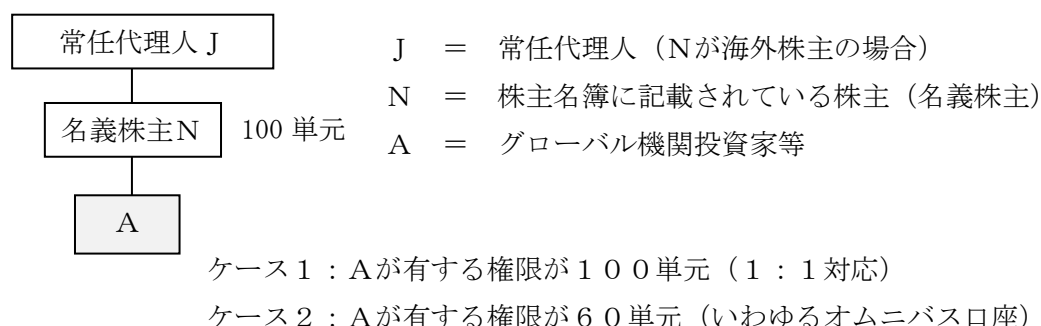 常任代理人 J
名義株主N
100 単元
A
J ＝ 常任代理人（Nが海外株主の場合）
N ＝ 株主名簿に記載されている株主（名義株主）
A ＝ グローバル機関投資家等
ケース１：Aが有する権限が１００単元（１：１対応）
ケース２：Aが有する権限が６０単元（いわゆるオムニバス口座）